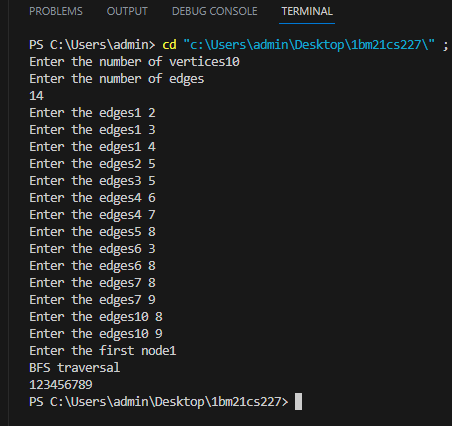 PROBLEMS OUTPUT DEBUG CONSOLE TERMINAL
PS C:\Users\admin> cd "c:\Users\admin\Desktop\1bm21cs227\" ;
Enter the number of vertices10
Enter the number of edges
14
Enter the edges1 2
Enter the edges1 3
Enter the edges1 4
Enter the edges2 5
Enter the edges3 5
Enter the edges4 6
Enter the edges4 7
Enter the edges5 8
Enter the edges6 3
Enter the edges6 8
Enter the edges7 8
Enter the edges7 9
Enter the edges10 8
Enter the edges10 9
Enter the first node1
BFS traversal
123456789
PS C:\Users\admin\Desktop\1bm21cs227>